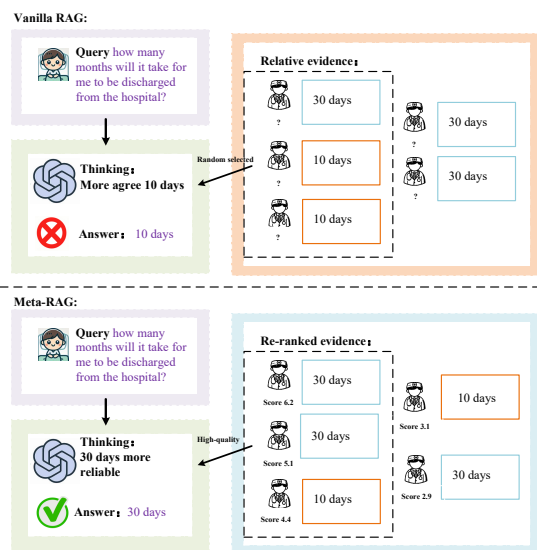 Vanilla RAG:
Query how many
months will it take for
me to be discharged
from the hospital?
Thinking：
More agree 10 days
Answer： 10 days
Random selected
Relative evidence：
?
30 days
?
10 days
?
10 days
?
30 days
?
30 days
Meta-RAG:
Query how many
months will it take for
me to be discharged
from the hospital?
Thinking：
30 days more
reliable
Answer： 30 days
High-quality
Re-ranked evidence：
30 days
Score 6.2
30 days
Score 5.1
10 days
Score 4.4
10 days
Score 3.1
30 days
Score 2.9